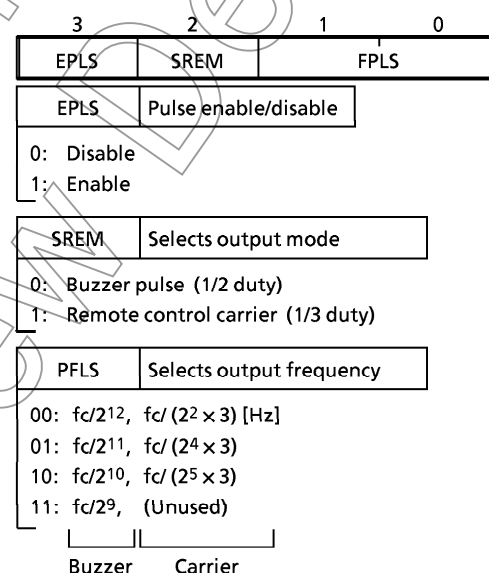 3 2 1 0
EPLS SREM FPLS
EPLS Pulse enable/disable
0: Disable
1: Enable
SREM Selects output mode
0: Buzzer pulse (1/2 duty)
1: Remote control carrier (1/3 duty)
PFLS Selects output frequency
00: fc/2¹², fc/ (2² × 3) [Hz]
01: fc/2¹¹, fc/ (2⁴ × 3)
10: fc/2¹⁰, fc/ (2⁵ × 3)
11: fc/2⁹, (Unused)
Buzzer Carrier